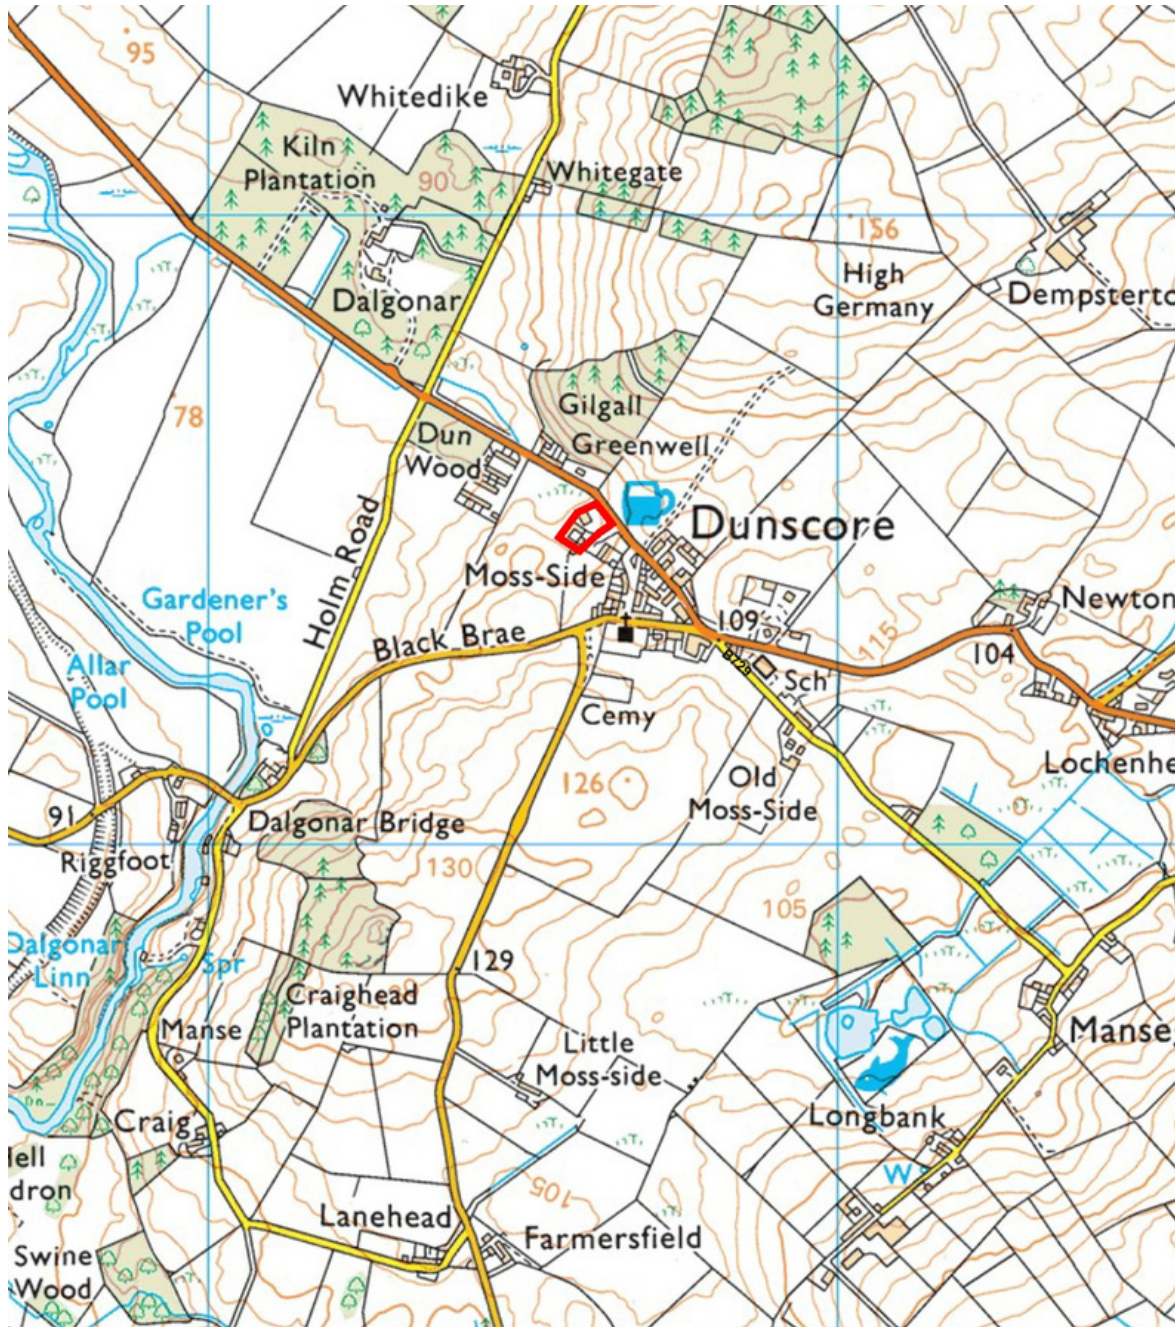 95
Whitedike
Kiln
Plantation
90
Whitegate
156
High
Germany
Dempsterto
Dalgonar
78
Gilgall
Greenwell
Dun
Wood
Dunscore
Moss-Side
Holm Road
Gardener's
Pool
Black Brae
109
Newton
115
104
Allar
Pool
B729
Sch
Cemy
Lochenhe
126
Old
Moss-Side
91
Dalgonar Bridge
Riggfoot
130
105
Dalgonar
Linn
Spr
129
Craighead
Plantation
Manse
Little
Moss-side
Manse
Longbank
Craig
W
ell
dron
105
Lanehead
Farmersfield
Swine
Wood